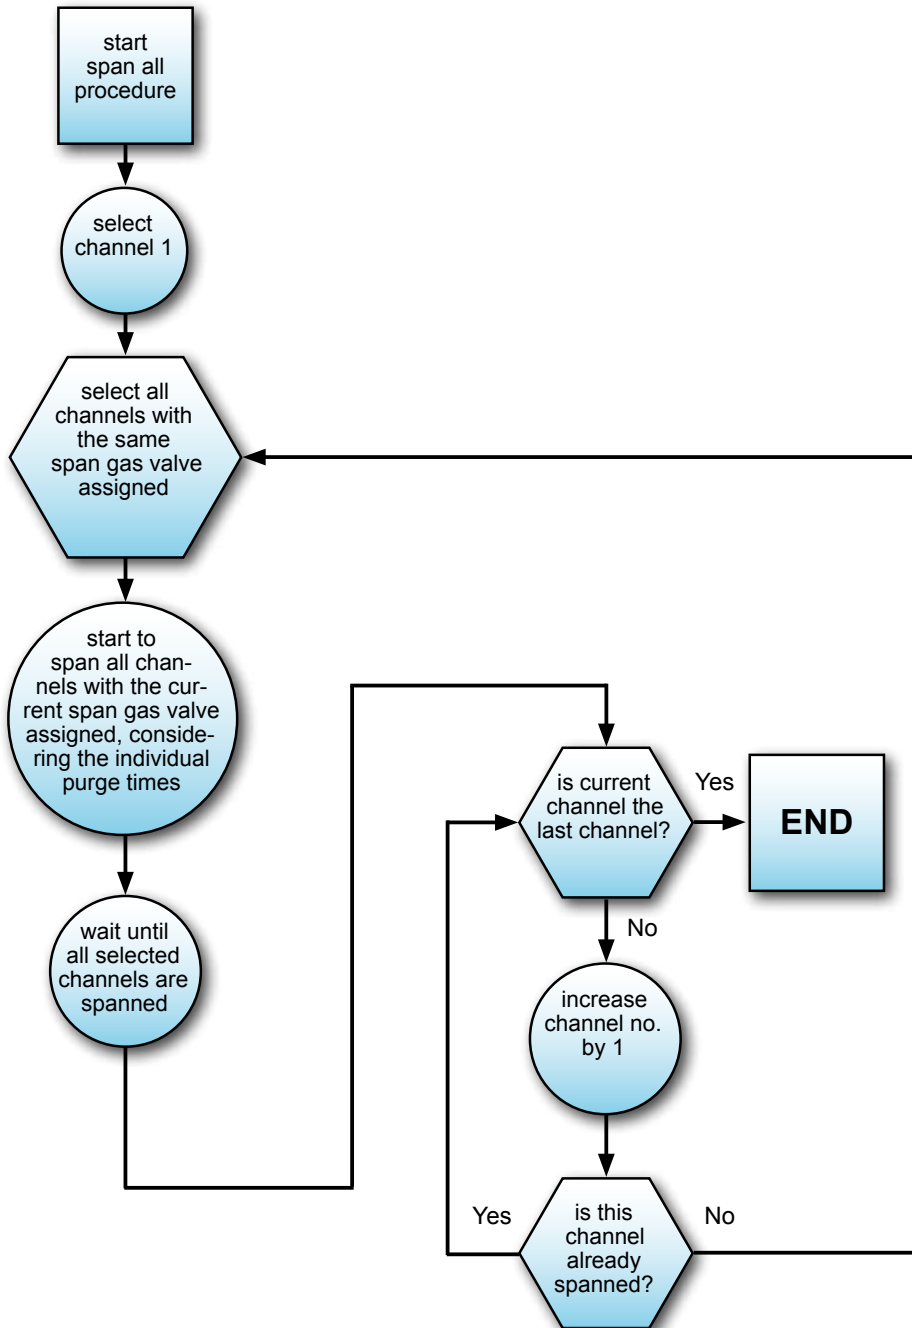 start
span all
procedure
select
channel 1
select all
channels with
the same
span gas valve
assigned
start to
span all chan-
nels with the cur-
rent span gas valve
assigned, conside-
ring the individual
purge times
wait until
all selected
channels are
spanned
is current
channel the
last channel?
Yes
END
No
increase
channel no.
by 1
Yes
is this
channel
already
spanned?
No